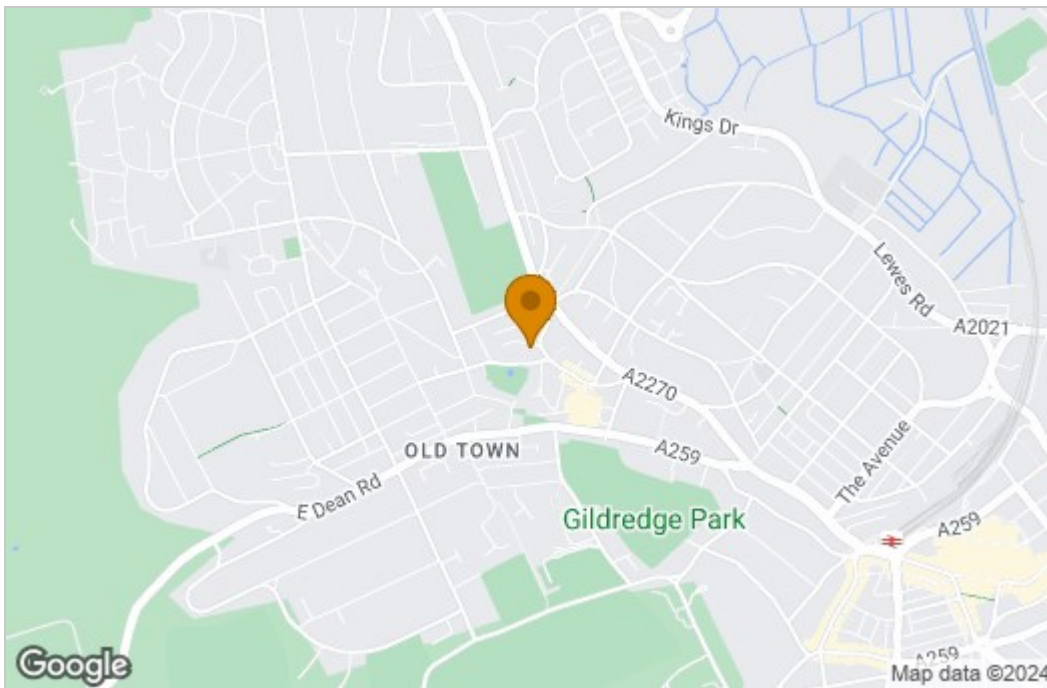 Kings Dr
Lewes Rd
A2021
A2270
The Avenue
OLD TOWN
A259
E Dean Rd
Gildredge Park
A259
A259
Google
Map data ©2024